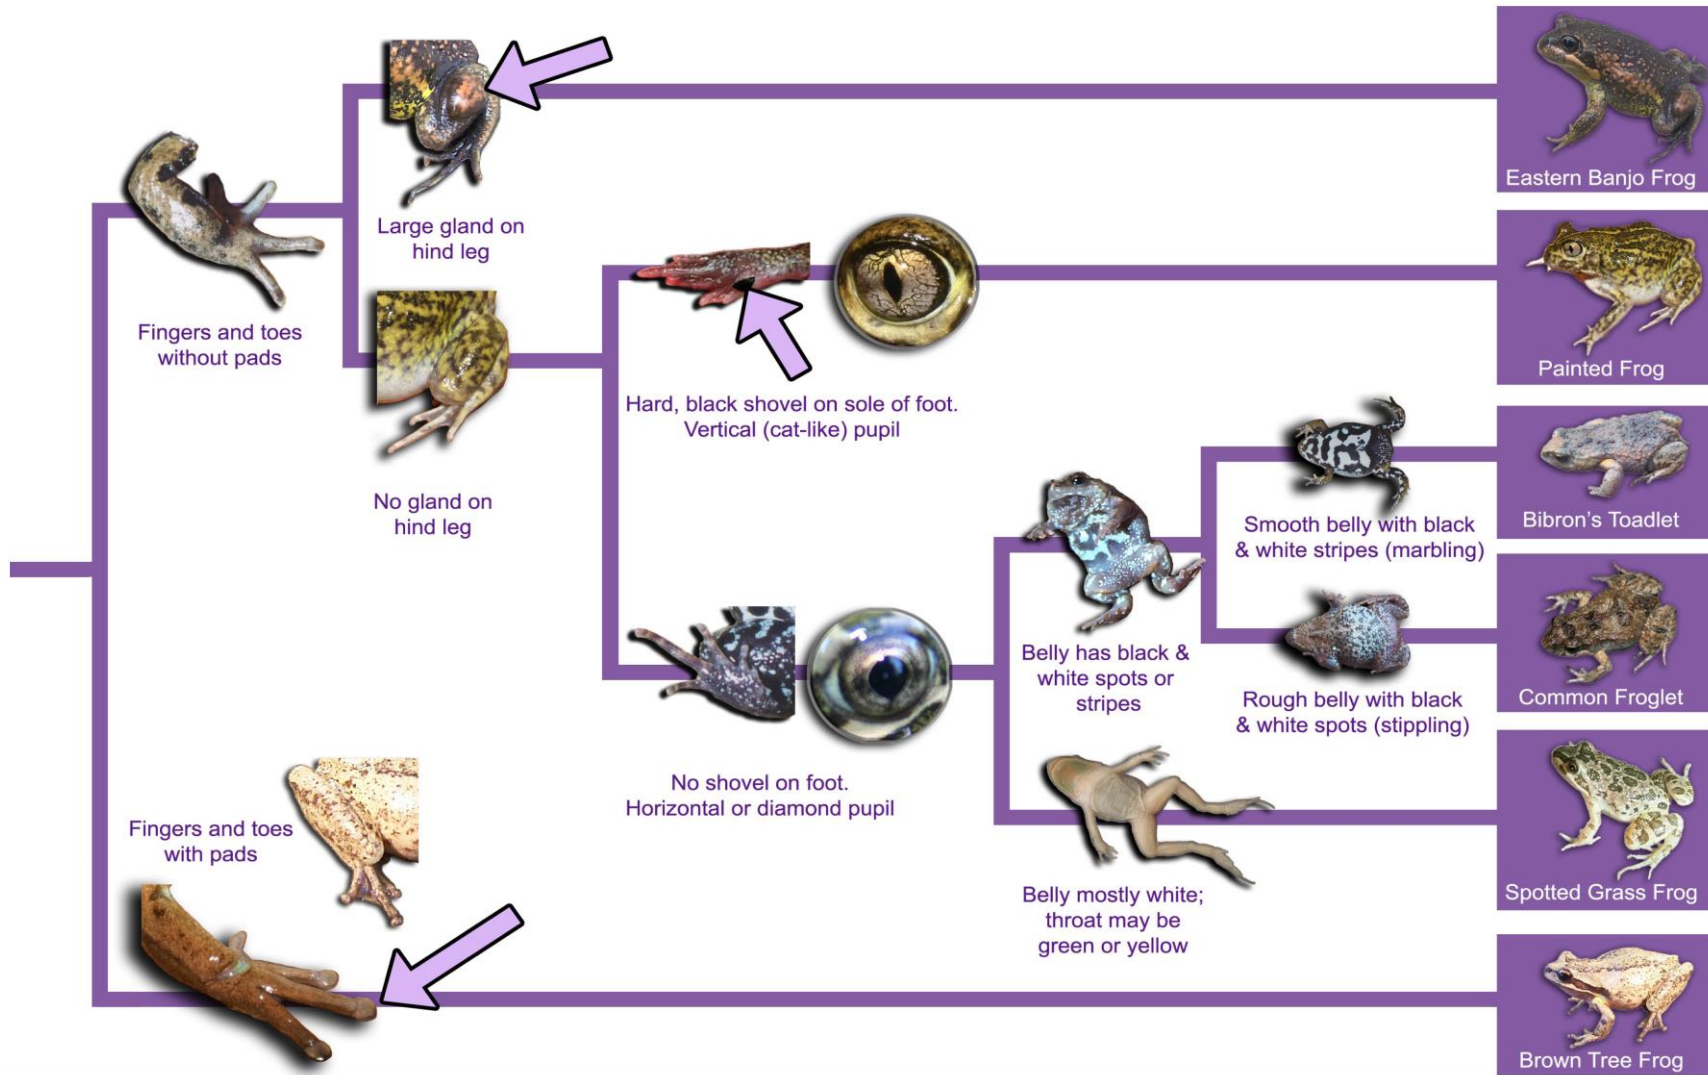 Eastern Banjo Frog
Large gland on
hind leg
Fingers and toes
without pads
Painted Frog
Hard, black shovel on sole of foot.
Vertical (cat-like) pupil
No gland on
hind leg
Smooth belly with black
& white stripes (marbling)
Bibron's Toadlet
Belly has black &
white spots or
stripes
Rough belly with black
& white spots (stippling)
Common Froglet
No shovel on foot.
Horizontal or diamond pupil
Fingers and toes
with pads
Belly mostly white;
throat may be
green or yellow
Spotted Grass Frog
Brown Tree Frog